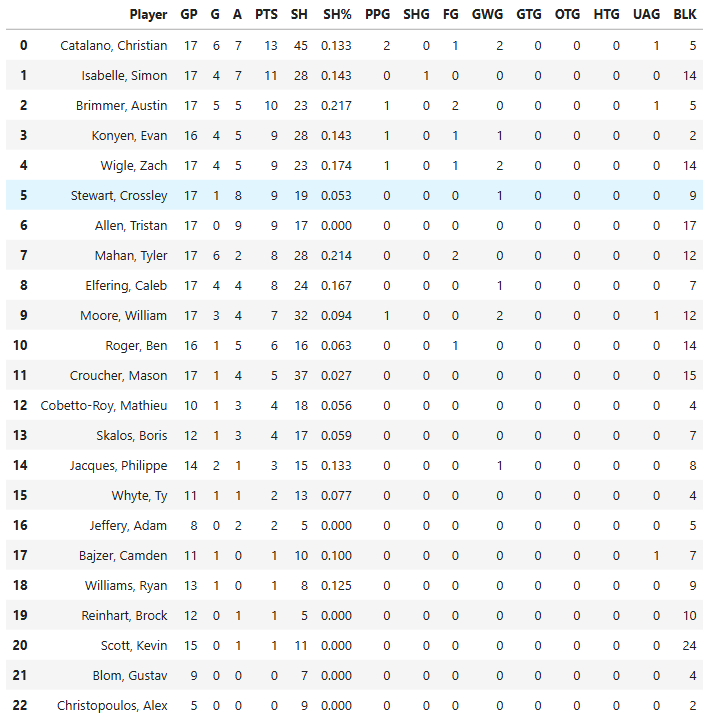 Player GP G A PTS SH SH% PPG SHG FG GWG GTG OTG HTG UAG BLK
0 Catalano, Christian 17 6 7 13 45 0.133 2 0 1 2 0 0 0 1 5
1 Isabelle, Simon 17 4 7 11 28 0.143 0 1 0 0 0 0 0 0 14
2 Brimmer, Austin 17 5 5 10 23 0.217 1 0 2 0 0 0 0 1 5
3 Konyen, Evan 16 4 5 9 28 0.143 1 0 1 1 0 0 0 0 2
4 Wigle, Zach 17 4 5 9 23 0.174 1 0 1 2 0 0 0 0 14
5 Stewart, Crossley 17 1 8 9 19 0.053 0 0 0 1 0 0 0 0 9
6 Allen, Tristan 17 0 9 9 17 0.000 0 0 0 0 0 0 0 0 17
7 Mahan, Tyler 17 6 2 8 28 0.214 0 0 2 0 0 0 0 0 12
8 Elfering, Caleb 17 4 4 8 24 0.167 0 0 0 1 0 0 0 0 7
9 Moore, William 17 3 4 7 32 0.094 1 0 0 2 0 0 0 1 12
10 Roger, Ben 16 1 5 6 16 0.063 0 0 1 0 0 0 0 0 14
11 Croucher, Mason 17 1 4 5 37 0.027 0 0 0 0 0 0 0 0 15
12 Cobetto-Roy, Mathieu 10 1 3 4 18 0.056 0 0 0 0 0 0 0 0 4
13 Skalos, Boris 12 1 3 4 17 0.059 0 0 0 0 0 0 0 0 7
14 Jacques, Philippe 14 2 1 3 15 0.133 0 0 0 1 0 0 0 0 8
15 Whyte, Ty 11 1 1 2 13 0.077 0 0 0 0 0 0 0 0 4
16 Jeffery, Adam 8 0 2 2 5 0.000 0 0 0 0 0 0 0 0 5
17 Bajzer, Camden 11 1 0 1 10 0.100 0 0 0 0 0 0 0 1 7
18 Williams, Ryan 13 1 0 1 8 0.125 0 0 0 0 0 0 0 0 9
19 Reinhart, Brock 12 0 1 1 5 0.000 0 0 0 0 0 0 0 0 10
20 Scott, Kevin 15 0 1 1 11 0.000 0 0 0 0 0 0 0 0 24
21 Blom, Gustav 9 0 0 0 7 0.000 0 0 0 0 0 0 0 0 4
22 Christopoulos, Alex 5 0 0 0 9 0.000 0 0 0 0 0 0 0 0 2